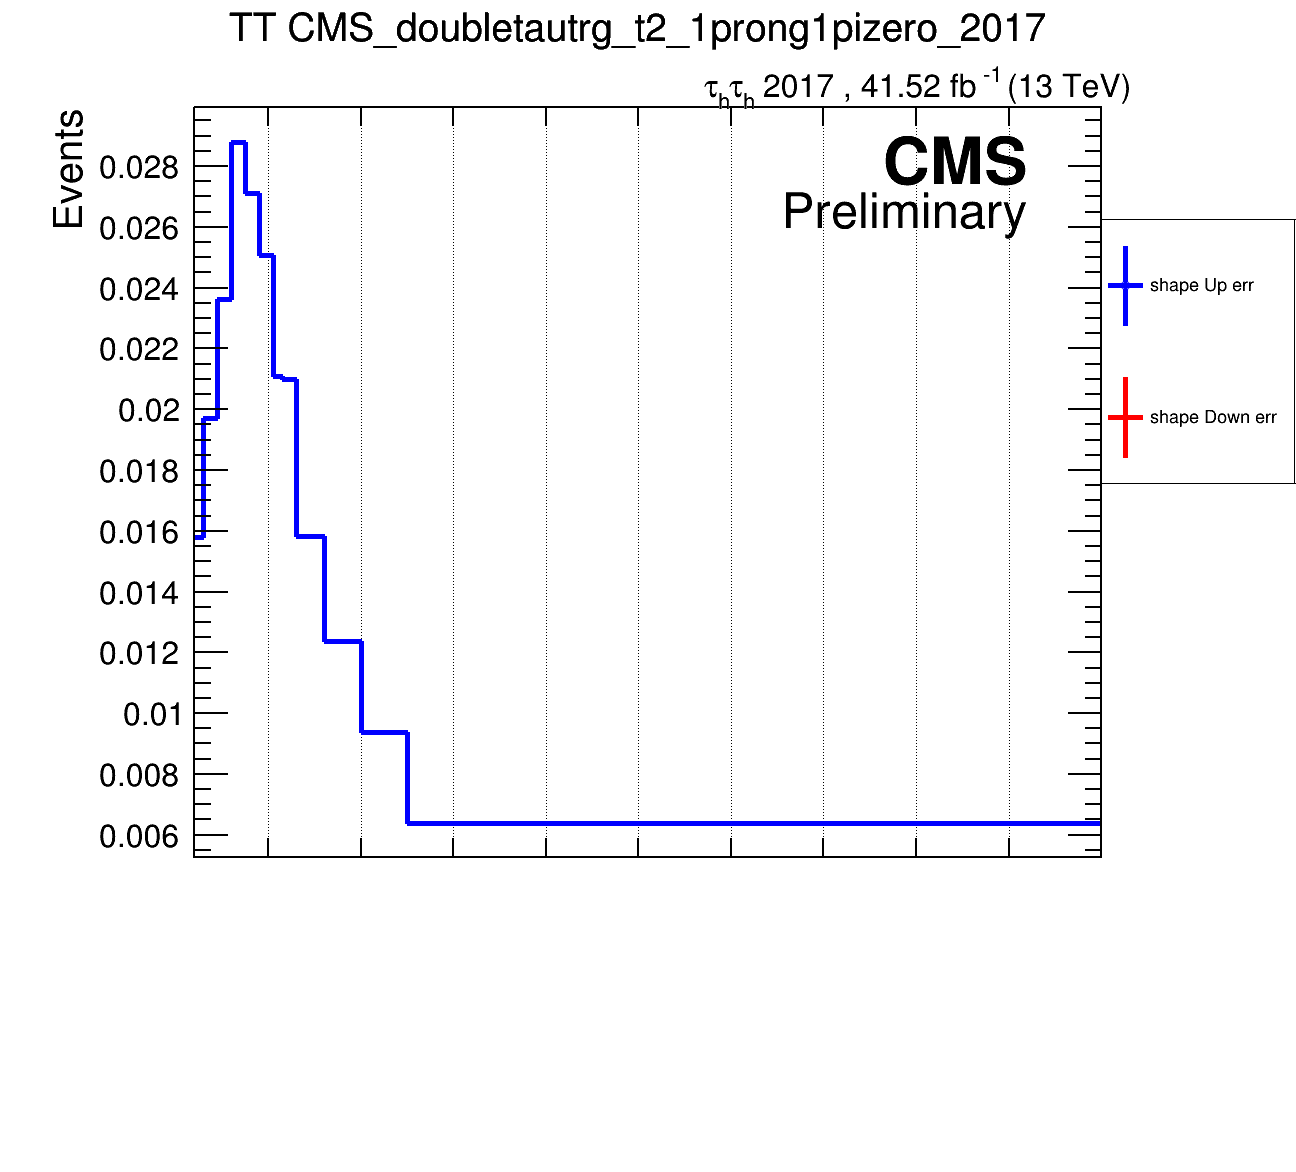 TT CMS_doubletautrg_t2_1prong1pizero_2017
τhτh 2017 , 41.52 fb -1 (13 TeV)
Events
CMS
Preliminary
0.028
0.026
0.024
0.022
0.02
0.018
0.016
0.014
0.012
0.01
0.008
0.006
shape Up err
shape Down err